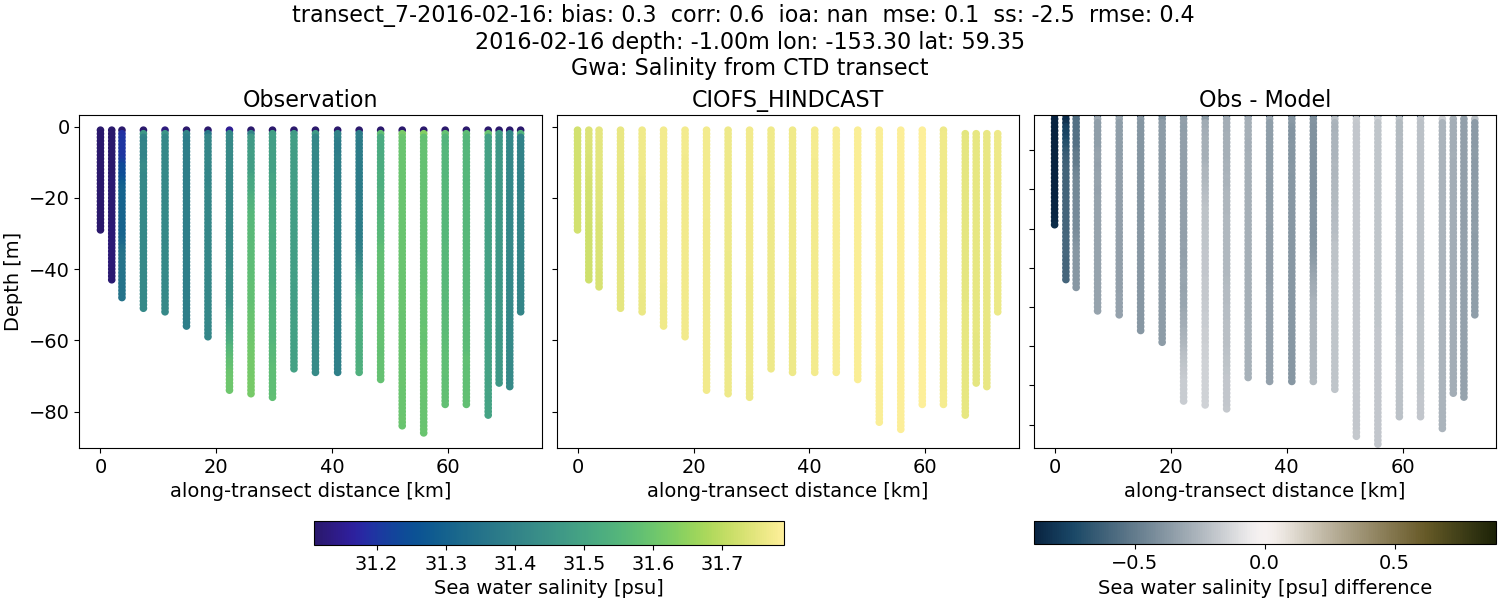 transect_7-2016-02-16: bias: 0.3  corr: 0.6  ioa: nan  mse: 0.1  ss: -2.5  rmse: 0.4
2016-02-16 depth: -1.00m lon: -153.30 lat: 59.35
Gwa: Salinity from CTD transect
Observation
CIOFS_HINDCAST
Obs - Model
Depth [m]
0
−20
−40
−60
−80
0 20 40 60
0 20 40 60
0 20 40 60
along-transect distance [km]
along-transect distance [km]
along-transect distance [km]
31.2 31.3 31.4 31.5 31.6 31.7
Sea water salinity [psu]
−0.5 0.0 0.5
Sea water salinity [psu] difference